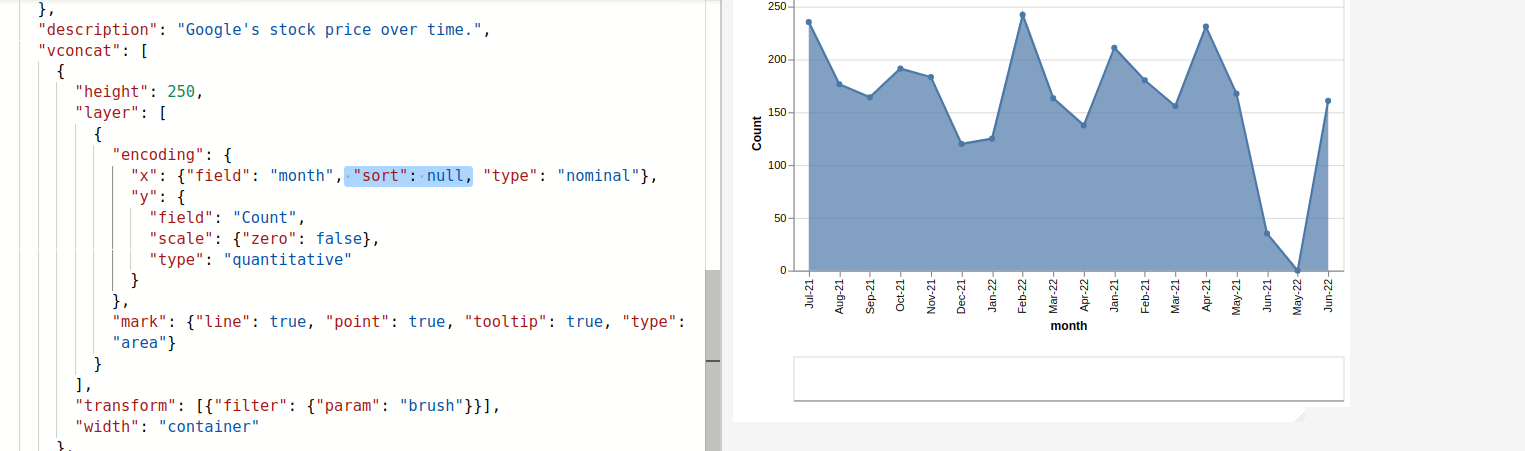 },
"description": "Google's stock price over time.",
"vconcat": [
{
"height": 250,
"layer": [
{
"encoding": {
"x": {"field": "month", "sort": null, "type": "nominal"},
"y": {
"field": "Count",
"scale": {"zero": false},
"type": "quantitative"
}
},
"mark": {"line": true, "point": true, "tooltip": true, "type":
"area"}
}
],
"transform": [{"filter": {"param": "brush"}}],
"width": "container"
},
250
200
150
100
50
0
Count
Jul-21
Aug-21
Sep-21
Oct-21
Nov-21
Dec-21
Jan-22
Feb-22
Mar-22
Apr-22
Jan-21
Feb-21
Mar-21
Apr-21
May-21
Jun-21
May-22
Jun-22
month